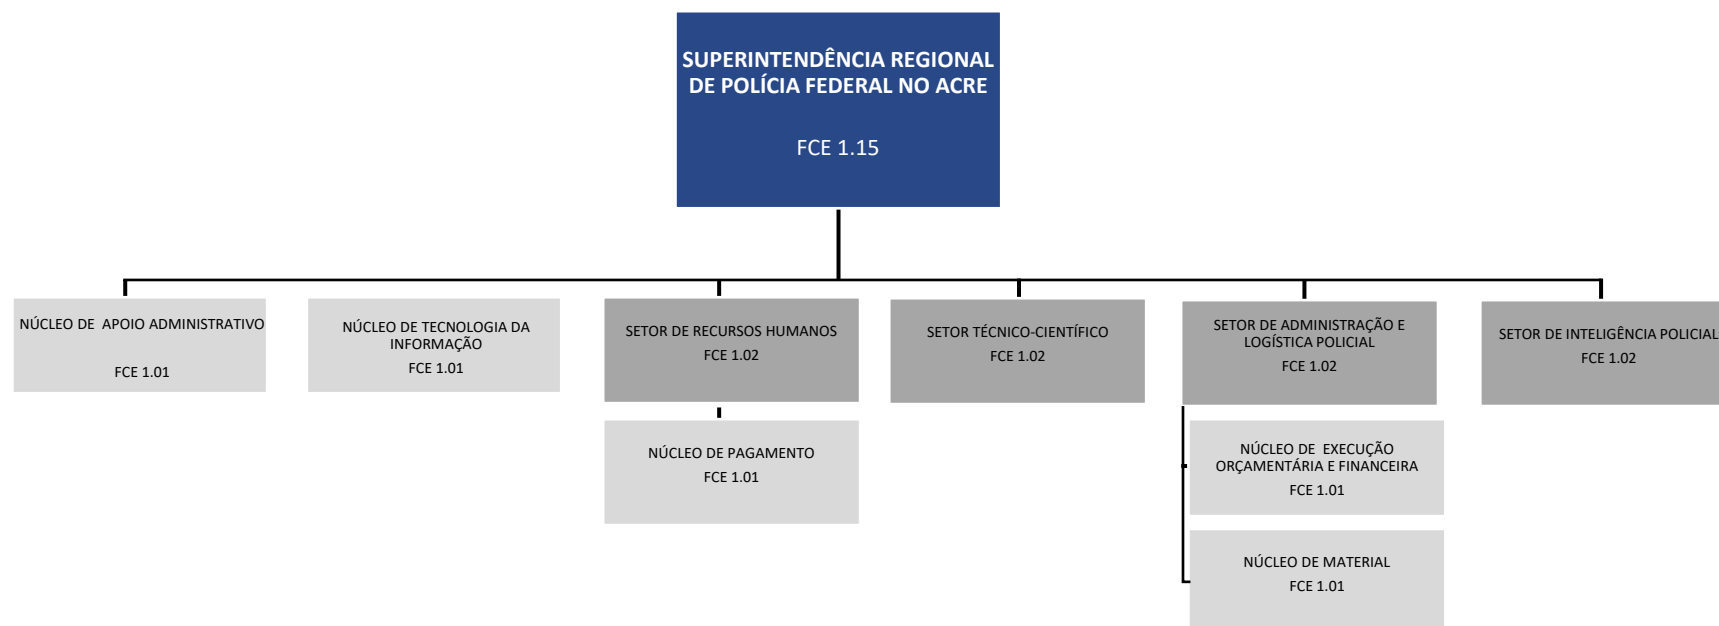 SUPERINTENDÊNCIA REGIONAL
DE POLÍCIA FEDERAL NO ACRE
FCE 1.15
NÚCLEO DE APOIO ADMINISTRATIVO
FCE 1.01
NÚCLEO DE TECNOLOGIA DA
INFORMAÇÃO
FCE 1.01
SETOR DE RECURSOS HUMANOS
FCE 1.02
SETOR TÉCNICO-CIENTÍFICO
FCE 1.02
SETOR DE ADMINISTRAÇÃO E
LOGÍSTICA POLICIAL
FCE 1.02
SETOR DE INTELIGÊNCIA POLICIAL
FCE 1.02
NÚCLEO DE PAGAMENTO
FCE 1.01
NÚCLEO DE EXECUÇÃO
ORÇAMENTÁRIA E FINANCEIRA
FCE 1.01
NÚCLEO DE MATERIAL
FCE 1.01